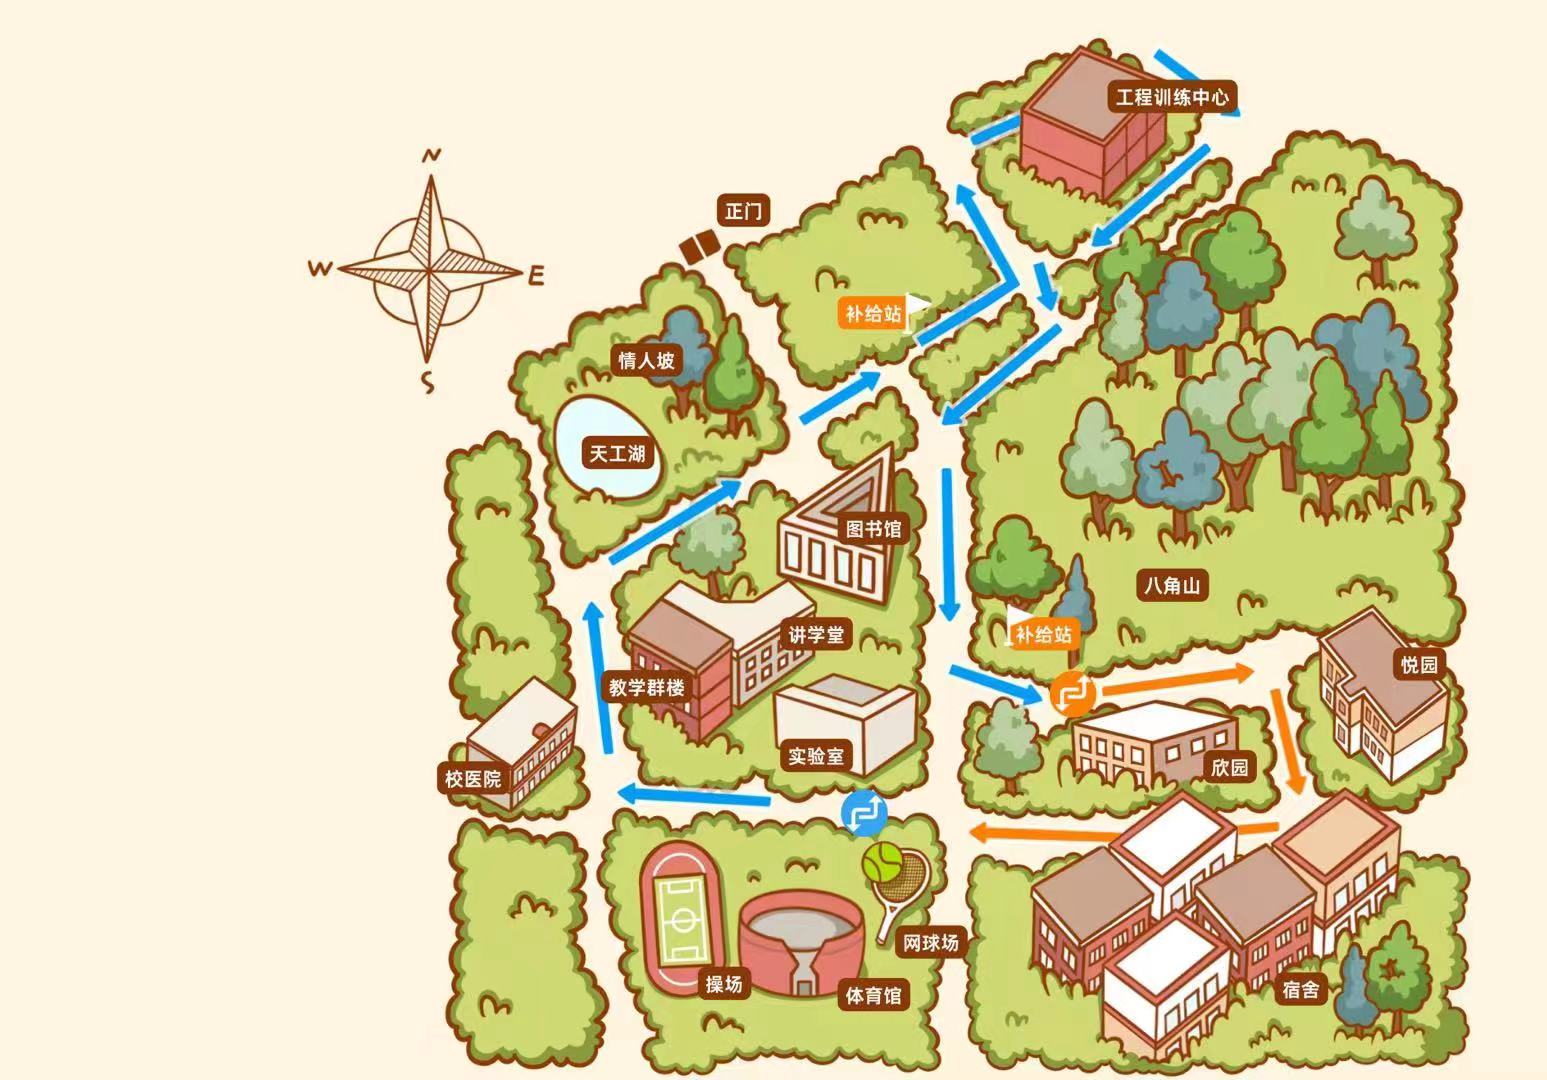 工程训练中心
N
正门
W
E
补给站
情人坡
S
天工湖
图书馆
八角山
讲学堂
补给站
悦园
教学群楼
实验室
欣园
校医院
网球场
操场
体育馆
宿舍